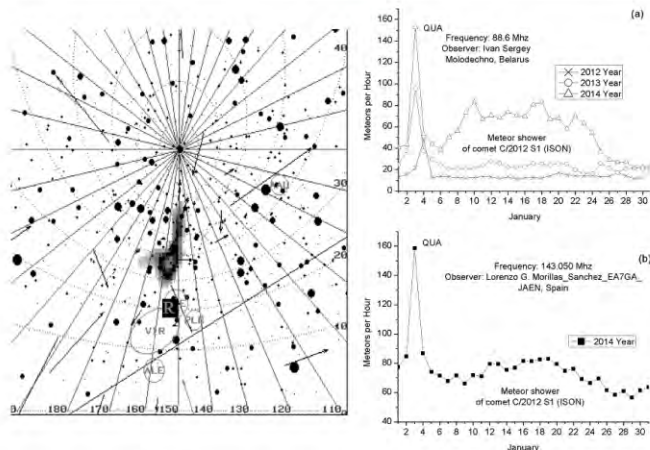 40
30
20
10
R
VIR
ALE
190 180 170 160 150 140 130 120 110
(a)
QUA
Frequency: 88.6 Mhz
Observer: Ivan Sergey
Molodechno, Belarus
2012 Year
2013 Year
2014 Year
Meteor shower
of comet C/2012 S1 (ISON)
Meteors per Hour
160
140
120
100
80
60
40
20
0
2 4 6 8 10 12 14 16 18 20 22 24 26 28 30
January
(b)
QUA
Frequency: 143.050 Mhz
Observer: Lorenzo G. Morillas_Sanchez_EA7GA_
JAEN, Spain
2014 Year
Meteor shower
of comet C/2012 S1 (ISON)
Meteors per Hour
160
140
120
100
80
60
40
20
0
2 4 6 8 10 12 14 16 18 20 22 24 26 28 30
January